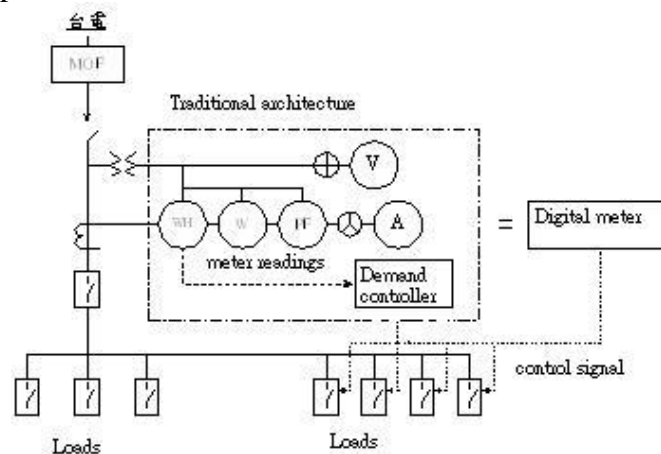 台電
MOF
Traditional architecture
V
WH
W
PF
A
=
Digital meter
meter readings
Demand
controller
control signal
Loads
Loads